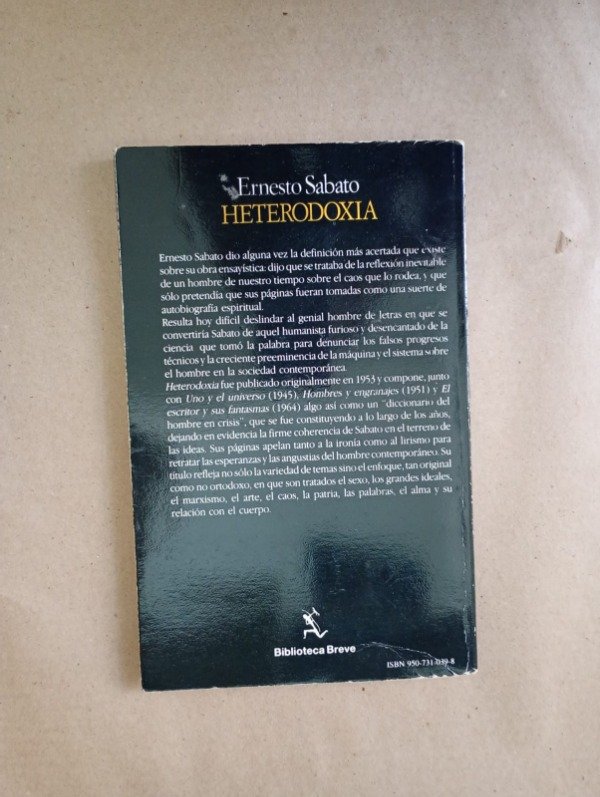 Ernesto Sabato
HETERODOXIA
Ernesto Sabato dio alguna vez la definición más acertada que existe
sobre su obra ensayística: dijo que se trataba de la reflexión inevitable
de un hombre de nuestro tiempo sobre el caos que lo rodea, y que
sólo pretendía que sus páginas fueran tomadas como una suerte de
autobiografía espiritual.
Resulta hoy difícil deslindar al genial hombre de letras en que se
convertiría Sabato de aquel humanista furioso y desencantado de la
ciencia que tomó la palabra para denunciar los falsos progresos
técnicos y la creciente preeminencia de la máquina y el sistema sobre
el hombre en la sociedad contemporánea.
Heterodoxia fue publicado originalmente en 1953 y compone, junto
con Uno y el universo (1945), Hombres y engranajes (1951) y El
escritor y sus fantasmas (1964) algo así como un "diccionario del
hombre en crisis", que se fue constituyendo a lo largo de los años,
dejando en evidencia la firme coherencia de Sabato en el terreno de
las ideas. Sus páginas apelan tanto a la ironía como al lirismo para
retratar las esperanzas y las angustias del hombre contemporáneo. Su
título refleja no sólo la variedad de temas sino el enfoque, tan original
como no ortodoxo, en que son tratados el sexo, los grandes ideales,
el marxismo, el arte, el caos, la patria, las palabras, el alma y su
relación con el cuerpo.
Biblioteca Breve
ISBN 950-731-039-8